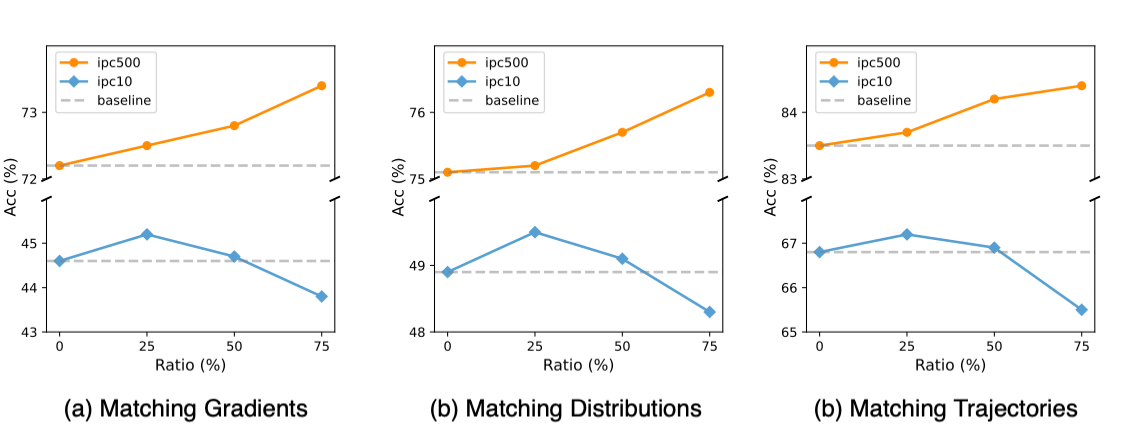 ipc500
ipc10
baseline
73
72
45
44
43
Acc (%)
0 25 50 75
Ratio (%)
(a) Matching Gradients
ipc500
ipc10
baseline
76
75
49
48
Acc (%)
0 25 50 75
Ratio (%)
(b) Matching Distributions
ipc500
ipc10
baseline
84
83
67
66
65
Acc (%)
0 25 50 75
Ratio (%)
(b) Matching Trajectories